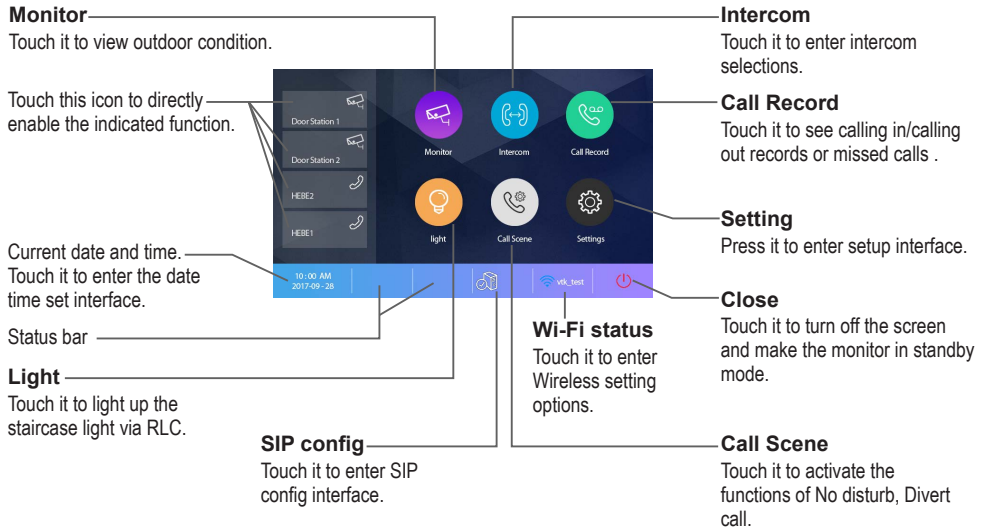 Monitor
Touch it to view outdoor condition.
Touch this icon to directly
enable the indicated function.
Current date and time.
Touch it to enter the date
time set interface.
Status bar
Light
Touch it to light up the
staircase light via RLC.
SIP config
Touch it to enter SIP
config interface.
Door Station 1
Door Station 2
HEBE2
HEBE1
Monitor
Intercom
Call Record
light
Call Scene
Settings
10:00 AM
2017-09-28
vtk_test
Wi-Fi status
Touch it to enter
Wireless setting
options.
Intercom
Touch it to enter intercom
selections.
Call Record
Touch it to see calling in/calling
out records or missed calls .
Setting
Press it to enter setup interface.
Close
Touch it to turn off the screen
and make the monitor in standby
mode.
Call Scene
Touch it to activate the
functions of No disturb, Divert
call.